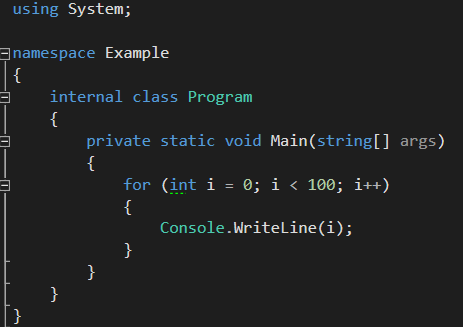 using System;

namespace Example
{
    internal class Program
    {
        private static void Main(string[] args)
        {
            for (int i = 0; i < 100; i++)
            {
                Console.WriteLine(i);
            }
        }
    }
}